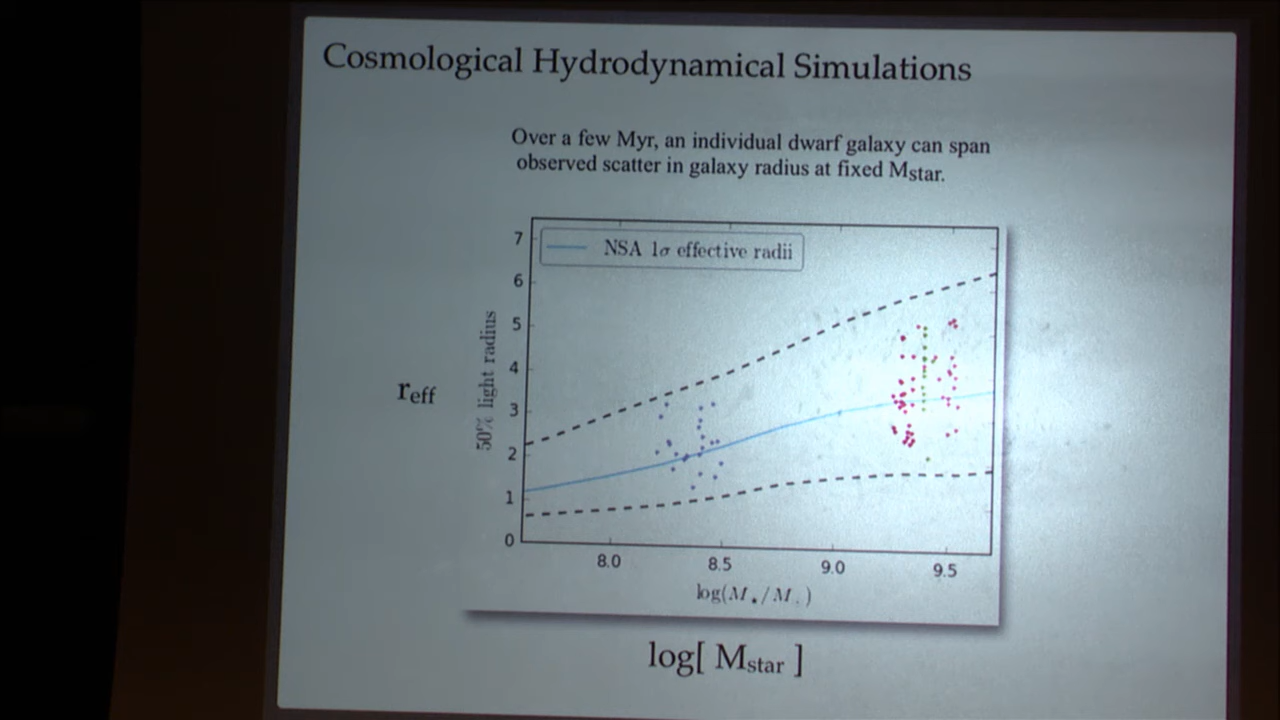 Cosmological Hydrodynamical Simulations
Over a few Myr, an individual dwarf galaxy can span
observed scatter in galaxy radius at fixed Mstar.
NSA 1σ effective radii
7
6
5
4
3
2
1
0
50% light radius
reff
8.0 8.5 9.0 9.5
log(M⋆/M
log[ Mstar ]